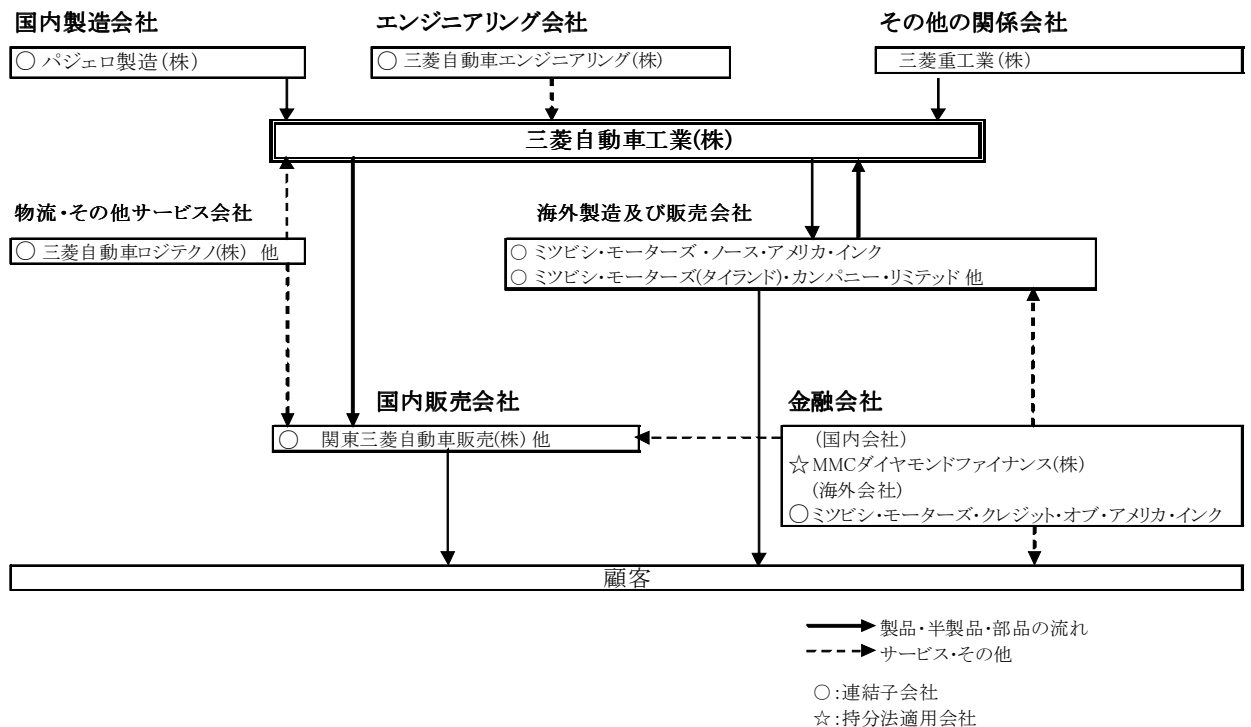 国内製造会社
エンジニアリング会社
その他の関係会社
○ パジェロ製造(株)
○ 三菱自動車エンジニアリング(株)
三菱重工業(株)
三菱自動車工業(株)
物流・その他サービス会社
海外製造及び販売会社
○ 三菱自動車ロジテクノ(株) 他
○ ミツビシ・モーターズ・ノース・アメリカ・インク
○ ミツビシ・モーターズ(タイランド)・カンパニー・リミテッド 他
国内販売会社
金融会社
○ 関東三菱自動車販売(株) 他
(国内会社)
☆MMCダイヤモンドファイナンス(株)
(海外会社)
○ミツビシ・モーターズ・クレジット・オブ・アメリカ・インク
顧客
製品・半製品・部品の流れ
サービス・その他
○:連結子会社
☆:持分法適用会社